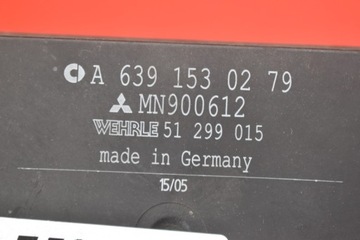 A 639 153 02 79
MN900612
WEHRLE 51 299 015
made in Germany
15/05